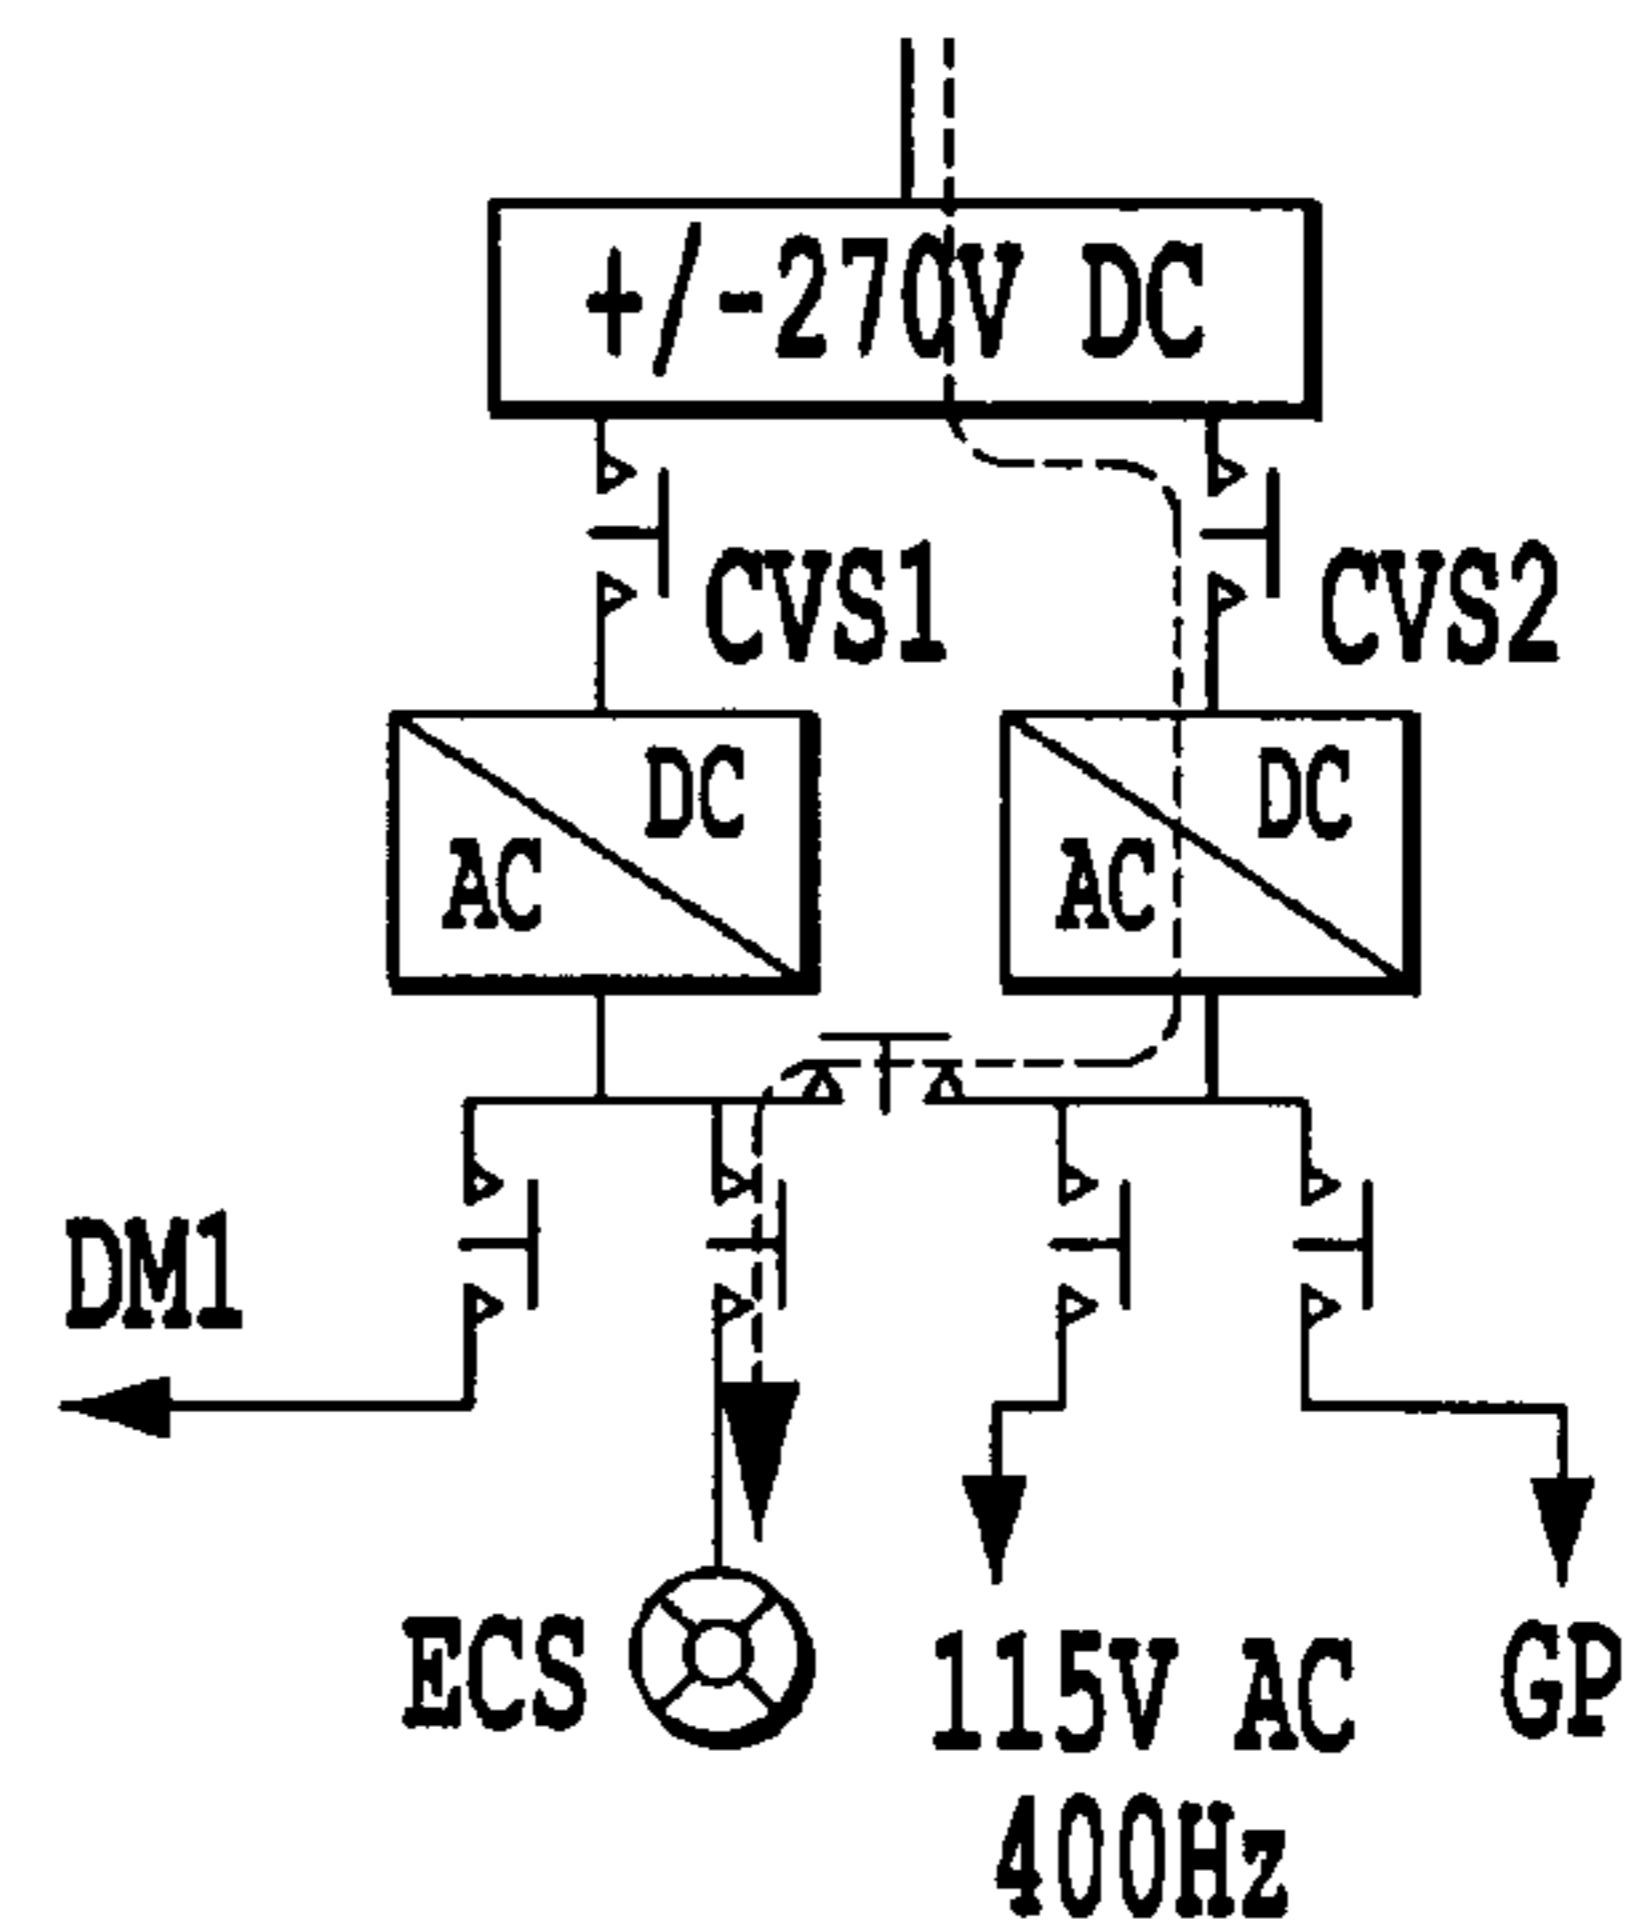 +/-270V DC
CVS1
CVS2
DC
AC
DC
AC
DM1
ECS
115V AC
400Hz
GP